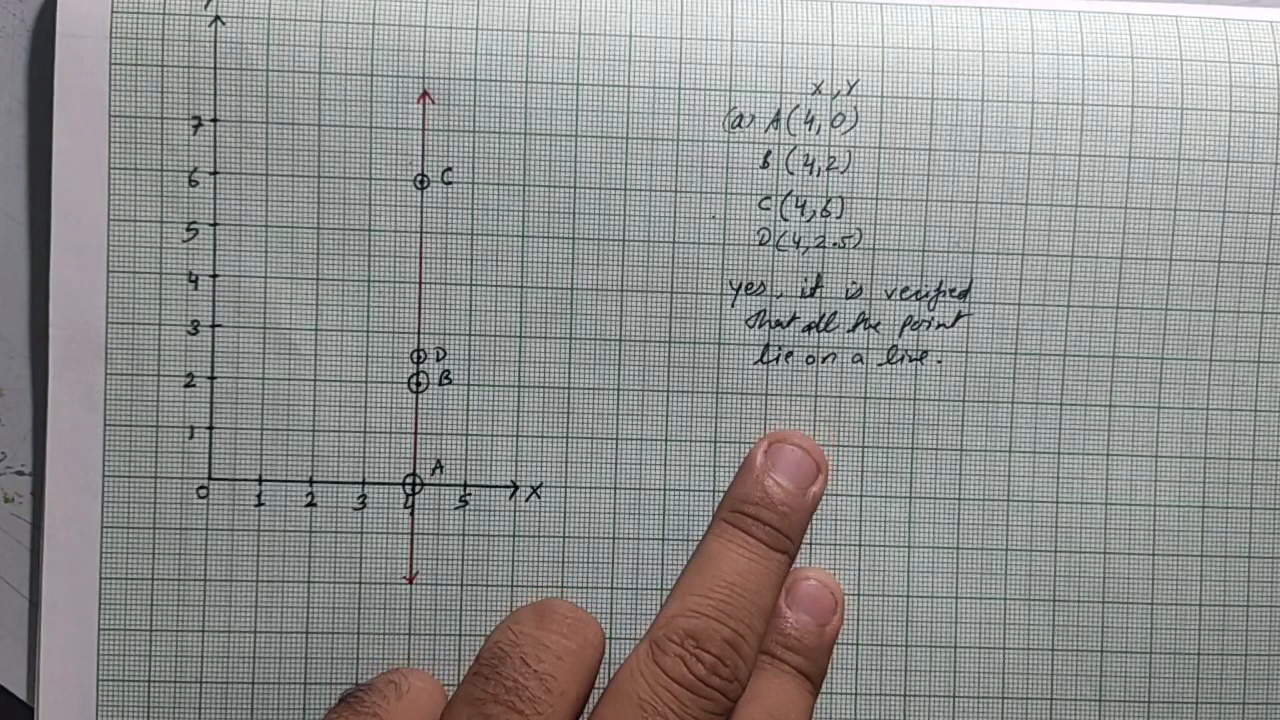 X, Y
(a) A(4,0)
B(4,2)
C(4,6)
D(4,2.5)
yes, it is verified
that all the point
lie on a line.
7
6
C
5
4
3
D
2
B
1
A
0 1 2 3 4 5 X